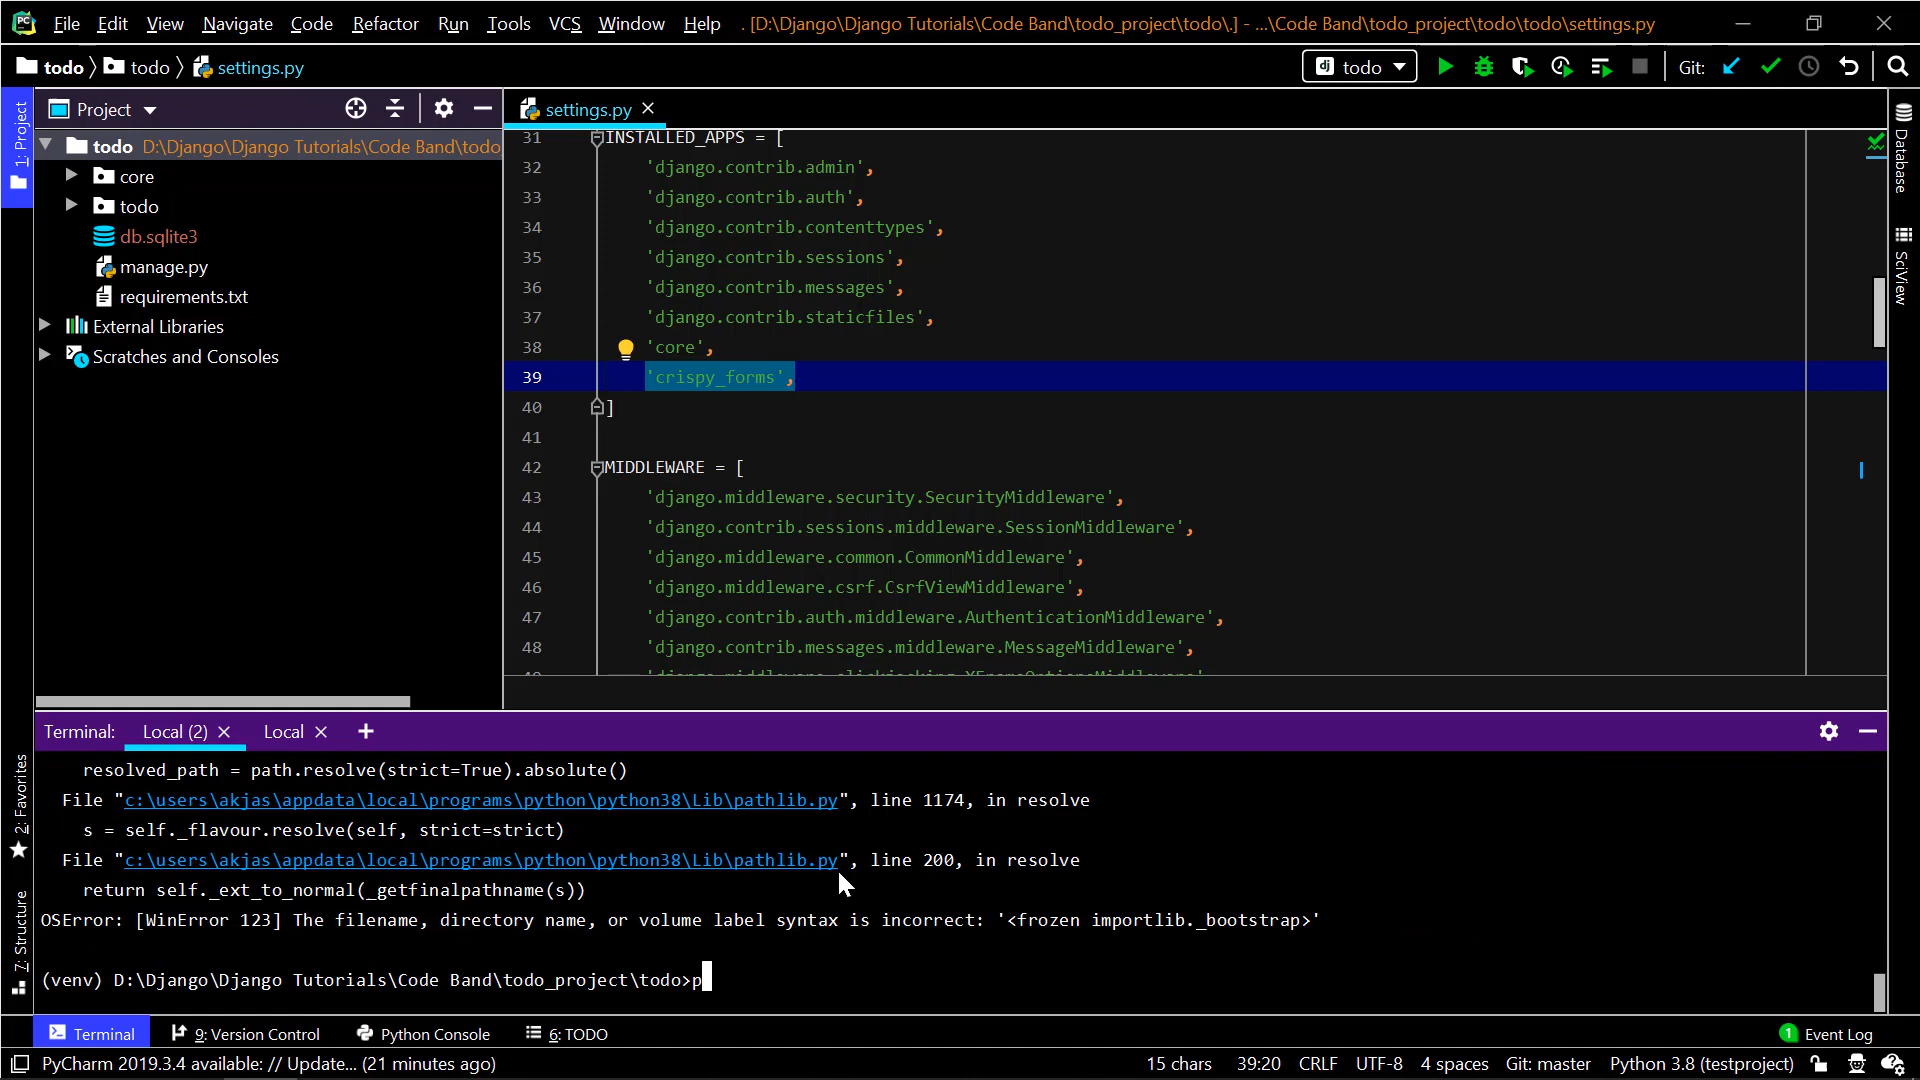 PC File Edit View Navigate Code Refactor Run Tools VCS Window Help . [D:\Django\Django Tutorials\Code Band\todo_project\todo\.] - ...\Code Band\todo_project\todo\todo\settings.py
todo todo settings.py
dj todo
Git:
1: Project
Project
todo D:\Django\Django Tutorials\Code Band\todo
core
todo
db.sqlite3
manage.py
requirements.txt
External Libraries
Scratches and Consoles
settings.py
31 INSTALLED_APPS = [
32 'django.contrib.admin',
33 'django.contrib.auth',
34 'django.contrib.contenttypes',
35 'django.contrib.sessions',
36 'django.contrib.messages',
37 'django.contrib.staticfiles',
38 'core',
39 'crispy_forms',
40 ]
41
42 MIDDLEWARE = [
43 'django.middleware.security.SecurityMiddleware',
44 'django.contrib.sessions.middleware.SessionMiddleware',
45 'django.middleware.common.CommonMiddleware',
46 'django.middleware.csrf.CsrfViewMiddleware',
47 'django.contrib.auth.middleware.AuthenticationMiddleware',
48 'django.contrib.messages.middleware.MessageMiddleware',
Database
SciView
Terminal: Local (2) Local
resolved_path = path.resolve(strict=True).absolute()
File "c:\users\akjas\appdata\local\programs\python\python38\Lib\pathlib.py", line 1174, in resolve
s = self._flavour.resolve(self, strict=strict)
File "c:\users\akjas\appdata\local\programs\python\python38\Lib\pathlib.py", line 200, in resolve
return self._ext_to_normal(_getfinalpathname(s))
OSError: [WinError 123] The filename, directory name, or volume label syntax is incorrect: '<frozen importlib._bootstrap>'
(venv) D:\Django\Django Tutorials\Code Band\todo_project\todo>p
2: Favorites
7: Structure
Terminal 9: Version Control Python Console 6: TODO 1 Event Log
PyCharm 2019.3.4 available: // Update... (21 minutes ago) 15 chars 39:20 CRLF UTF-8 4 spaces Git: master Python 3.8 (testproject)